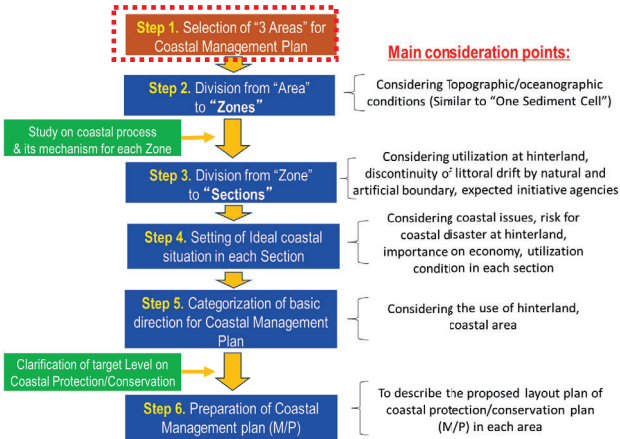 Step 1. Selection of "3 Areas" for
Coastal Management Plan
Main consideration points:
Step 2. Division from "Area"
to "Zones"
Considering Topographic/oceanographic
conditions (Similar to "One Sediment Cell")
Study on coastal process
& its mechanism for each Zone
Step 3. Division from "Zone"
to "Sections"
Considering utilization at hinterland,
discontinuity of littoral drift by natural and
artificial boundary, expected initiative agencies
Step 4. Setting of Ideal coastal
situation in each Section
Considering coastal issues, risk for
coastal disaster at hinterland,
importance on economy, utilization
condition in each section
Step 5. Categorization of basic
direction for Coastal Management
Plan
Considering the use of hinterland,
coastal area
Clarification of target Level on
Coastal Protection/Conservation
Step 6. Preparation of Coastal
Management plan (M/P)
To describe the proposed layout plan of
coastal protection/conservation plan
(M/P) in each area